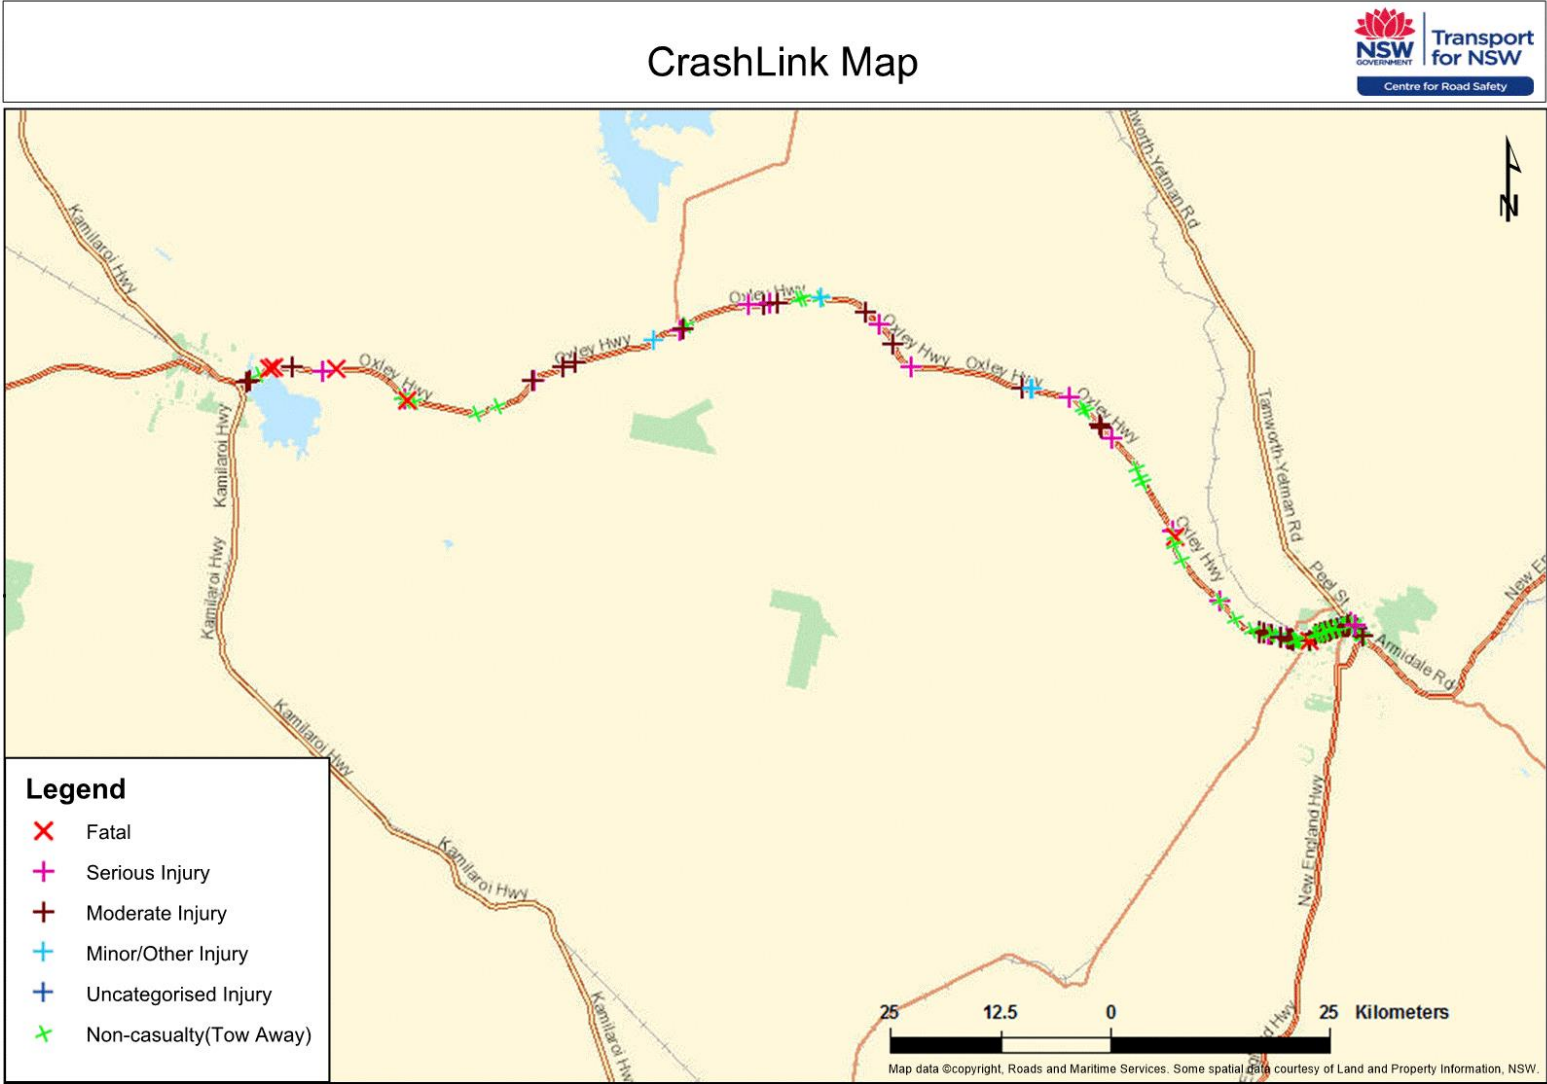 CrashLink Map
NSW
GOVERNMENT
Transport
for NSW
Centre for Road Safety
N
worth-Yetman Rd
Kamilaroi Hwy
Oxley Hwy
Oxley Hwy
Oxley Hwy
Oxley Hwy
Oxley Hwy
Oxley Hwy
Oxley Hwy
Kamilaroi Hwy
Tamworth-Yetman Rd
Kamilaroi Hwy
Peel St
New En
Armidale Rd
Kamilaroi Hwy
New England Hwy
Kamilaroi Hwy
Kamilaroi Hwy
Legend
Fatal
Serious Injury
Moderate Injury
Minor/Other Injury
Uncategorised Injury
Non-casualty(Tow Away)
25 12.5 0 25 Kilometers
Map data ©copyright, Roads and Maritime Services. Some spatial data courtesy of Land and Property Information, NSW.